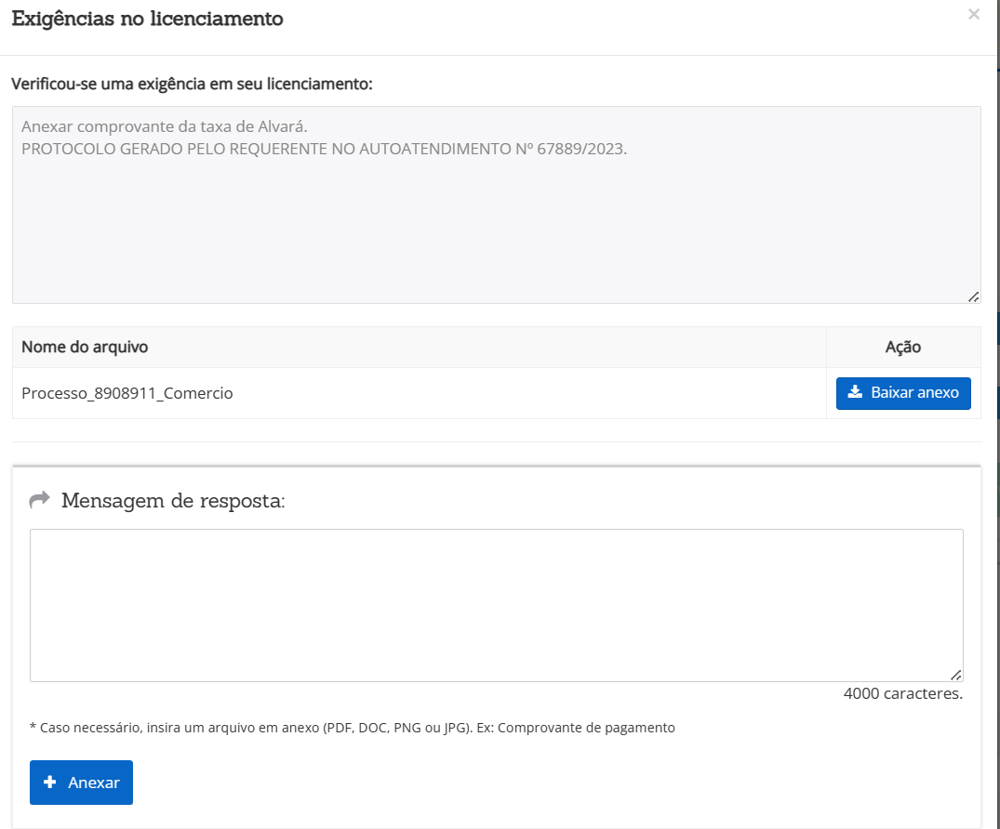 Exigências no licenciamento
×
Verificou-se uma exigência em seu licenciamento:
Anexar comprovante da taxa de Alvará.
PROTOCOLO GERADO PELO REQUERENTE NO AUTOATENDIMENTO Nº 67889/2023.
Nome do arquivo Ação
Processo_8908911_Comercio Baixar anexo
Mensagem de resposta:
4000 caracteres.
* Caso necessário, insira um arquivo em anexo (PDF, DOC, PNG ou JPG). Ex: Comprovante de pagamento
+ Anexar